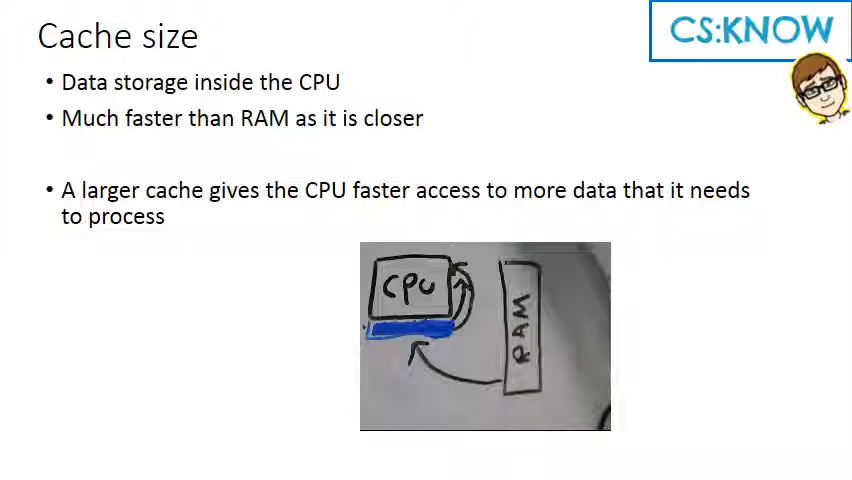 Cache size
CS:KNOW
• Data storage inside the CPU
• Much faster than RAM as it is closer
• A larger cache gives the CPU faster access to more data that it needs
to process
CPU
RAM